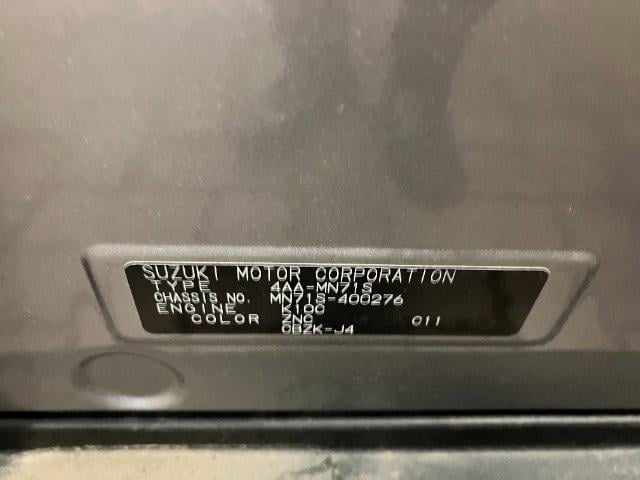 SUZUKI MOTOR CORPORATION
TYPE 4AA-MN71S
CHASSIS NO. MN71S-400276
ENGINE K10C
COLOR ZNC 011
CBZK-J4